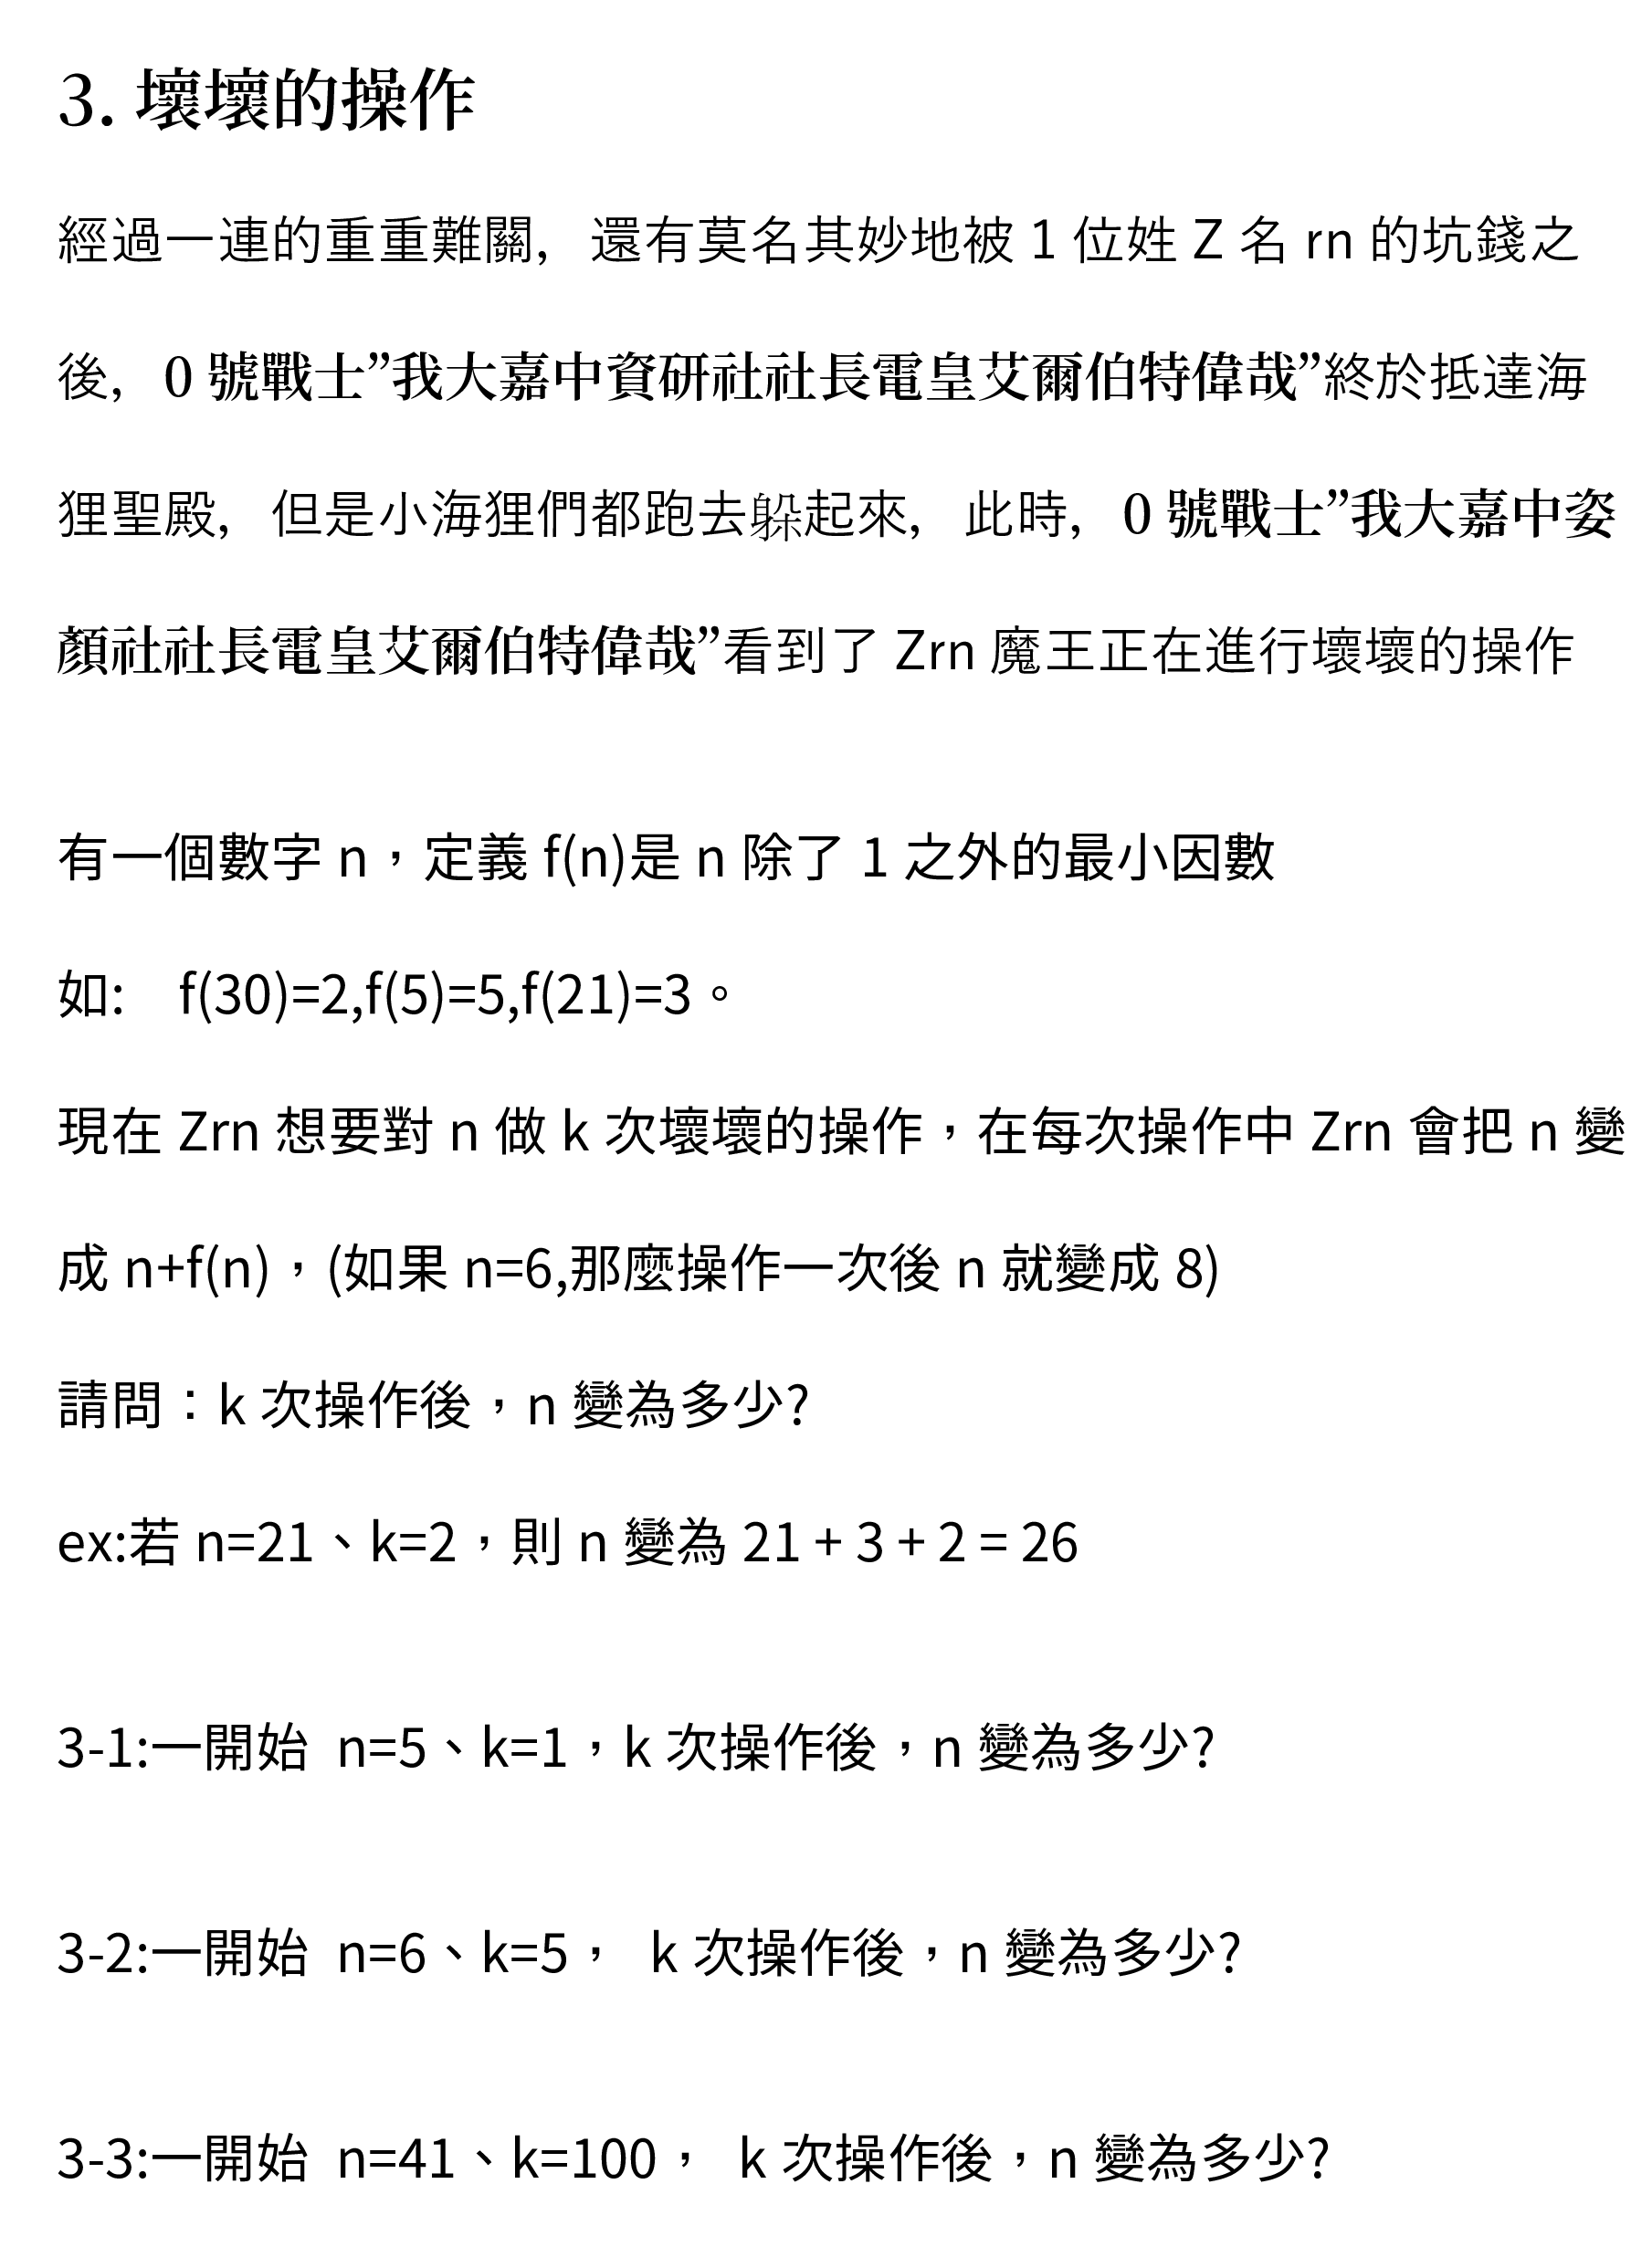 3. 壞壞的操作
經過一連的重重難關，還有莫名其妙地被 1 位姓 Z 名 rn 的坑錢之
後，0 號戰士”我大嘉中資研社社長電皇艾爾伯特偉哉”終於抵達海
狸聖殿，但是小海狸們都跑去躲起來，此時，0 號戰士”我大嘉中姿
顏社社長電皇艾爾伯特偉哉”看到了 Zrn 魔王正在進行壞壞的操作
有一個數字 n，定義 f(n)是 n 除了 1 之外的最小因數
如: f(30)=2,f(5)=5,f(21)=3。
現在 Zrn 想要對 n 做 k 次壞壞的操作，在每次操作中 Zrn 會把 n 變
成 n+f(n)，(如果 n=6,那麼操作一次後 n 就變成 8)
請問：k 次操作後，n 變為多少?
ex:若 n=21、k=2，則 n 變為 21 + 3 + 2 = 26
3-1:一開始 n=5、k=1，k 次操作後，n 變為多少?
3-2:一開始 n=6、k=5， k 次操作後，n 變為多少?
3-3:一開始 n=41、k=100， k 次操作後，n 變為多少?